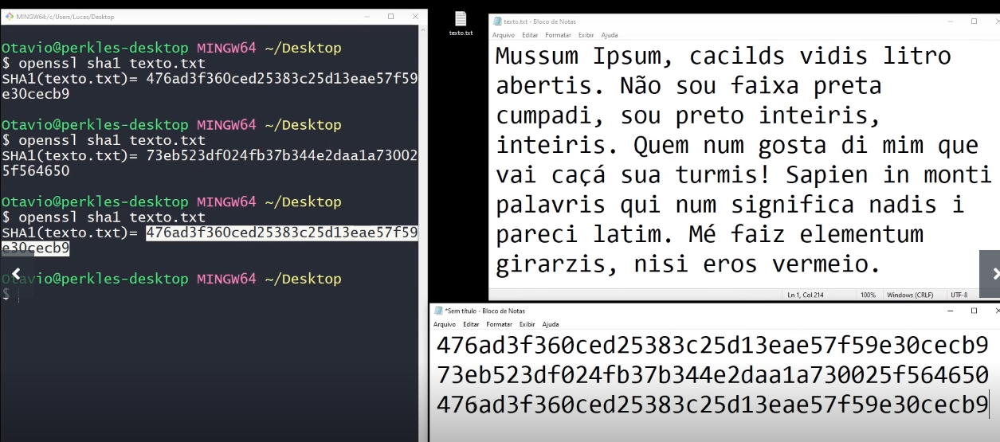 MINGW64:/c/Users/Lucas/Desktop
Otavio@perkles-desktop MINGW64 ~/Desktop
$ openssl sha1 texto.txt
SHA1(texto.txt)= 476ad3f360ced25383c25d13eae57f59
e30cecb9
Otavio@perkles-desktop MINGW64 ~/Desktop
$ openssl sha1 texto.txt
SHA1(texto.txt)= 73eb523df024fb37b344e2daa1a73002
5f564650
Otavio@perkles-desktop MINGW64 ~/Desktop
$ openssl sha1 texto.txt
SHA1(texto.txt)= 476ad3f360ced25383c25d13eae57f59
e30cecb9
Otavio@perkles-desktop MINGW64 ~/Desktop
$
texto.txt
texto.txt - Bloco de Notas
Arquivo Editar Formatar Exibir Ajuda
Mussum Ipsum, cacilds vidis litro
abertis. Não sou faixa preta
cumpadi, sou preto inteiris,
inteiris. Quem num gosta di mim que
vai caçá sua turmis! Sapien in monti
palavris qui num significa nadis i
pareci latim. Mé faiz elementum
girarzis, nisi eros vermeio.
Ln 1, Col 214 100% Windows (CRLF) UTF-8
*Sem título - Bloco de Notas
Arquivo Editar Formatar Exibir Ajuda
476ad3f360ced25383c25d13eae57f59e30cecb9
73eb523df024fb37b344e2daa1a730025f564650
476ad3f360ced25383c25d13eae57f59e30cecb9